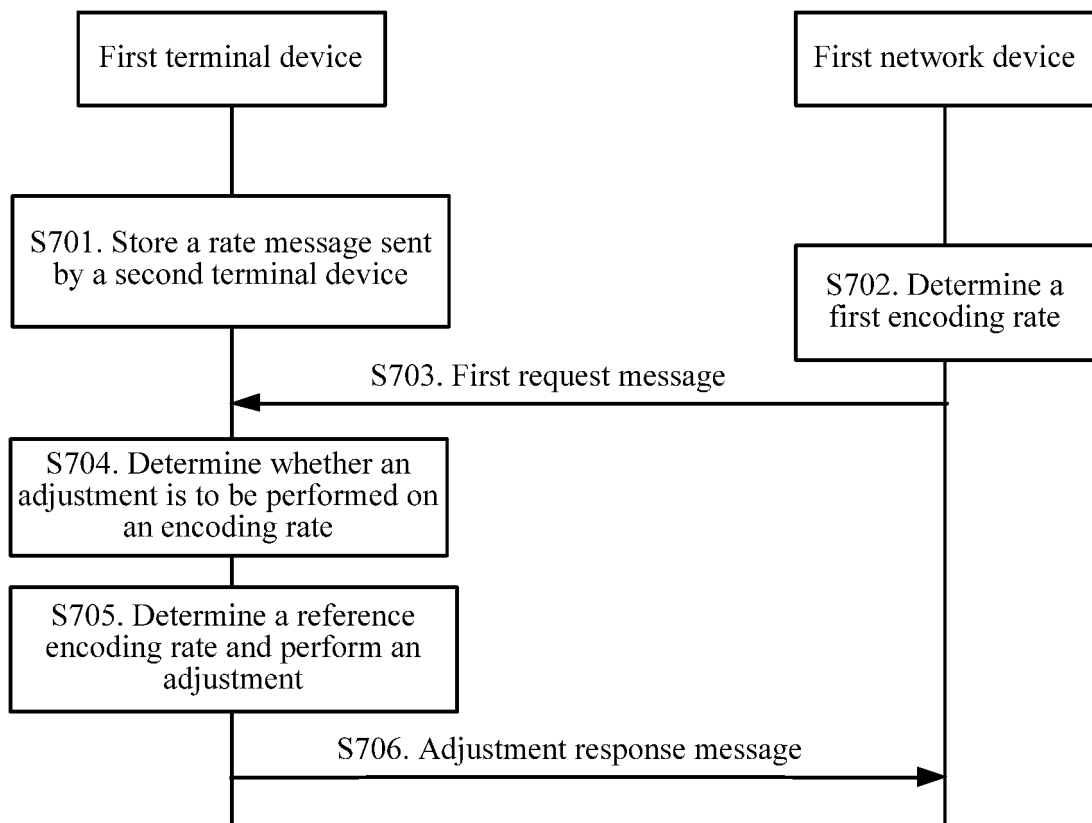 First terminal device
First network device
S701. Store a rate message sent
by a second terminal device
S702. Determine a
first encoding rate
S703. First request message
S704. Determine whether an
adjustment is to be performed on
an encoding rate
S705. Determine a reference
encoding rate and perform an
adjustment
S706. Adjustment response message